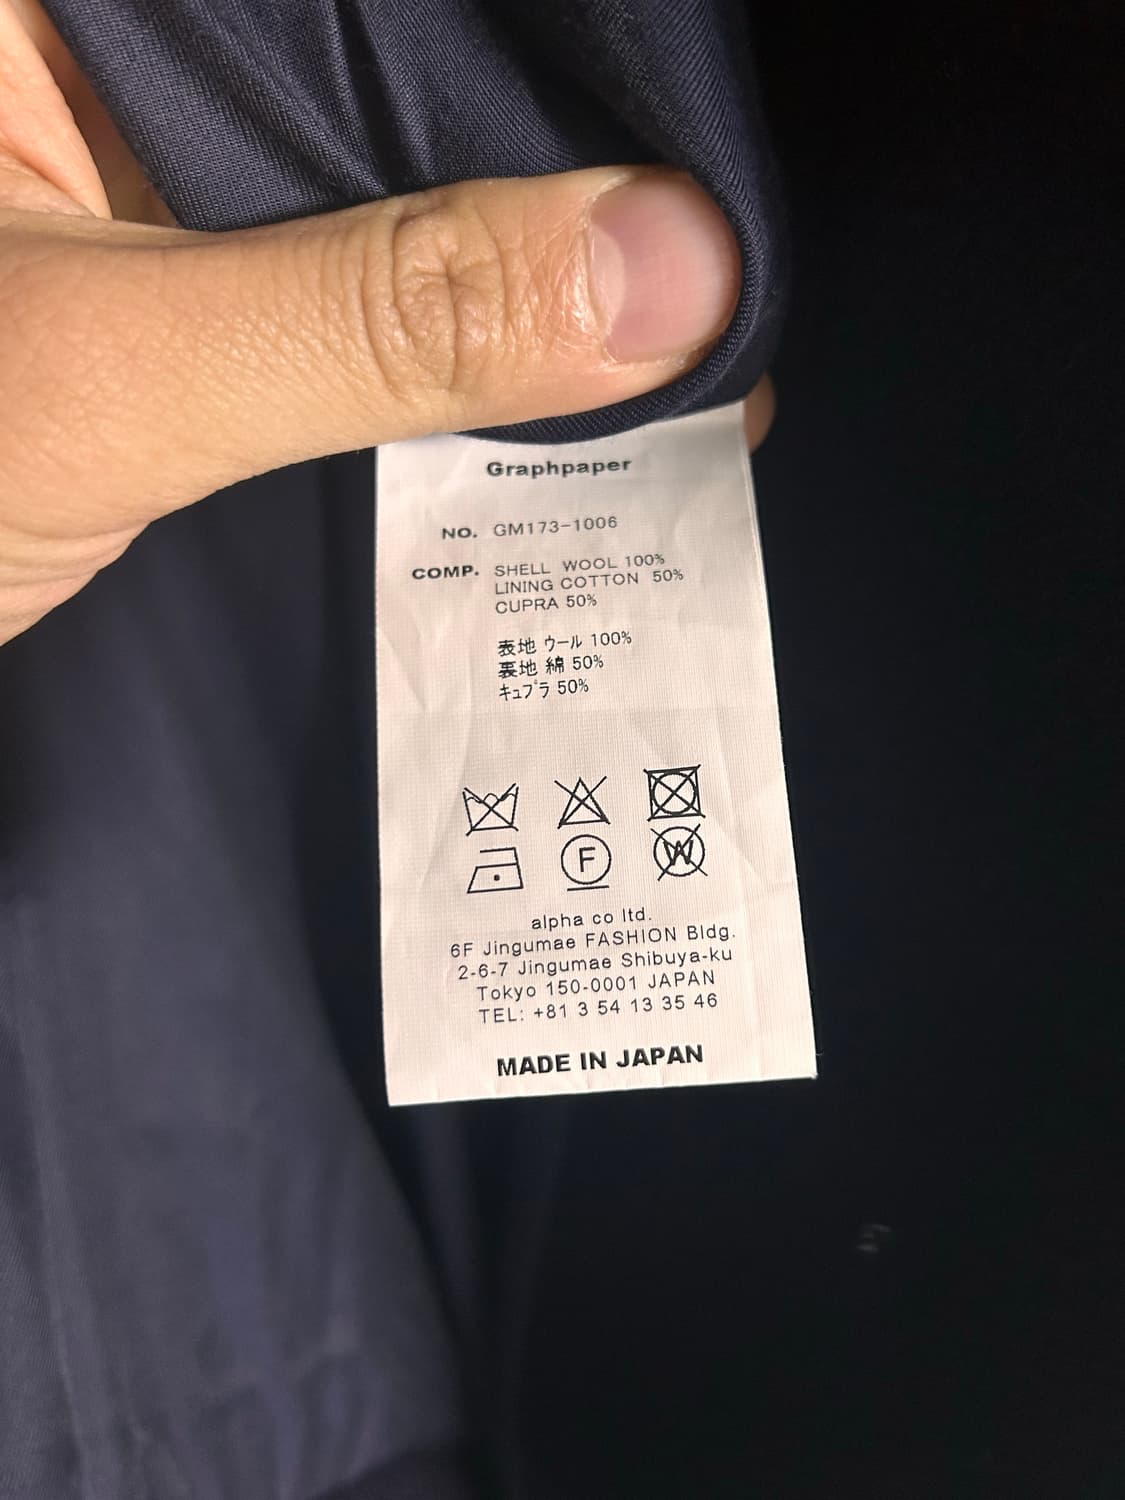 Graphpaper
NO. GM173-1006
COMP. SHELL WOOL 100%
LINING COTTON 50%
CUPRA 50%
表地 ウール 100%
裏地 綿 50%
キュプラ 50%
F
W
alpha co ltd.
6F Jingumae FASHION Bldg.
2-6-7 Jingumae Shibuya-ku
Tokyo 150-0001 JAPAN
TEL: +81 3 54 13 35 46
MADE IN JAPAN